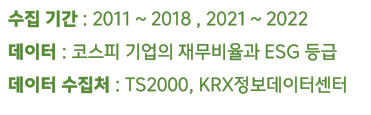 수집 기간 : 2011 ~ 2018 , 2021 ~ 2022
데이터 : 코스피 기업의 재무비율과 ESG 등급
데이터 수집처 : TS2000, KRX정보데이터센터